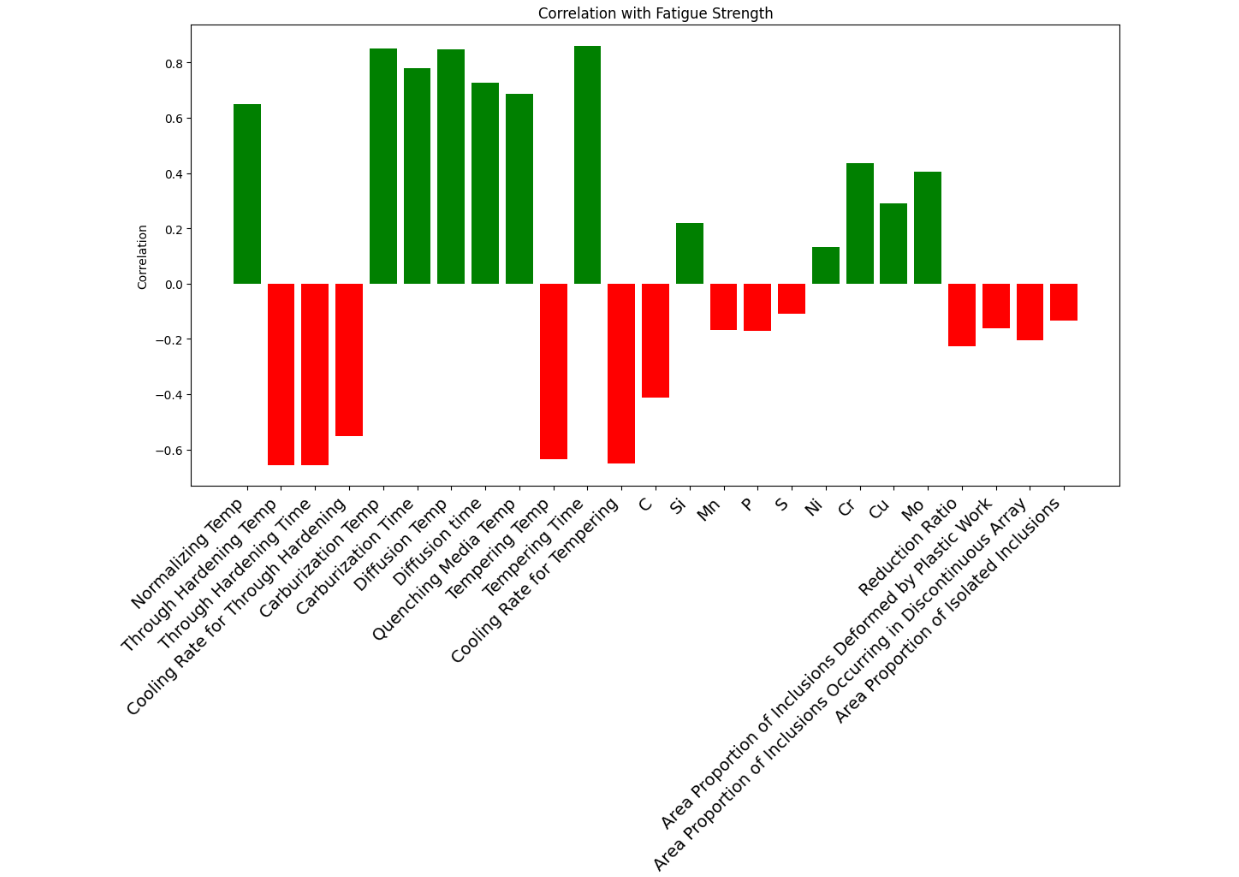 Correlation with Fatigue Strength
Correlation
0.8
0.6
0.4
0.2
0.0
−0.2
−0.4
−0.6
Normalizing Temp
Through Hardening Temp
Through Hardening Time
Cooling Rate for Through Hardening
Carburization Temp
Carburization Time
Diffusion Temp
Diffusion time
Quenching Media Temp
Tempering Temp
Tempering Time
Cooling Rate for Tempering
C
Si
Mn
P
S
Ni
Cr
Cu
Mo
Reduction Ratio
Area Proportion of Inclusions Deformed by Plastic Work
Area Proportion of Inclusions Occurring in Discontinuous Array
Area Proportion of Isolated Inclusions